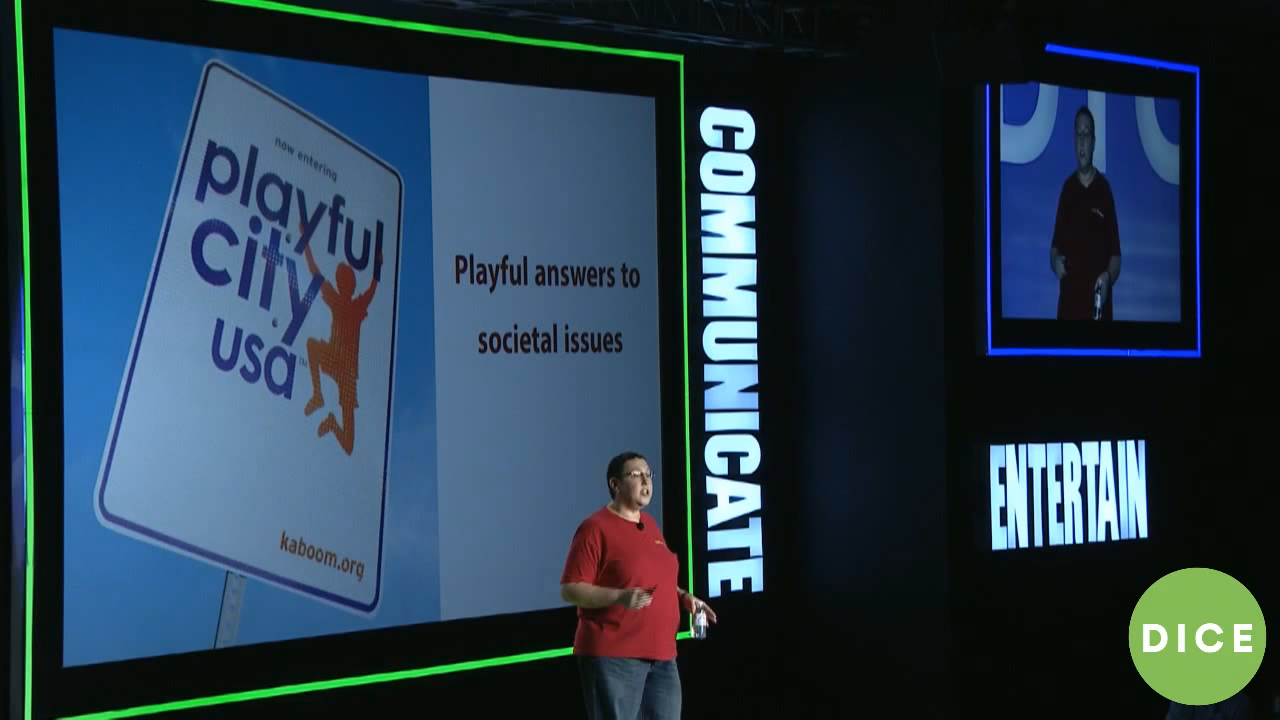 now entering
playful
city
usa
kaboom.org
Playful answers to
societal issues
COMMUNICATE
ENTERTAIN
DICE